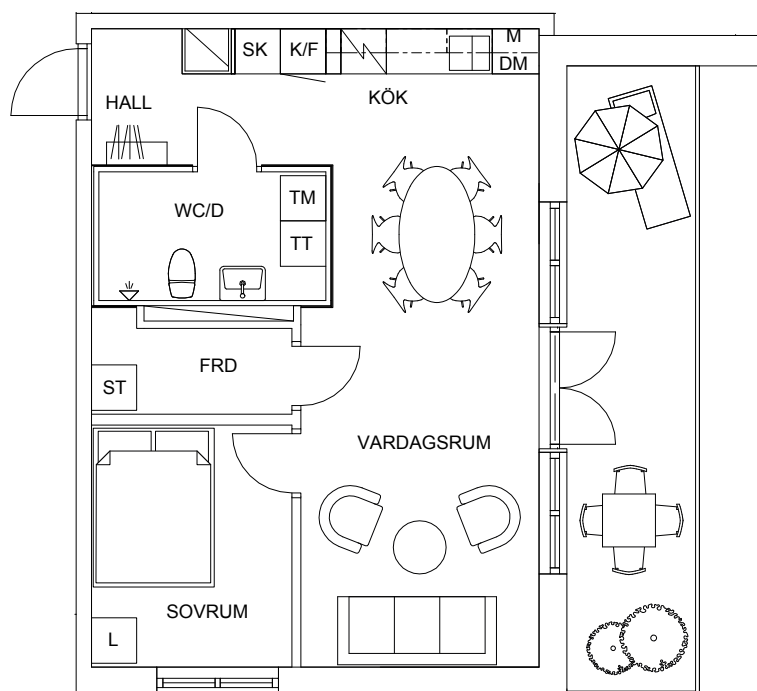 M
SK K/F DM
HALL KÖK
TM
WC/D
TT
FRD
ST
VARDAGSRUM
SOVRUM
L